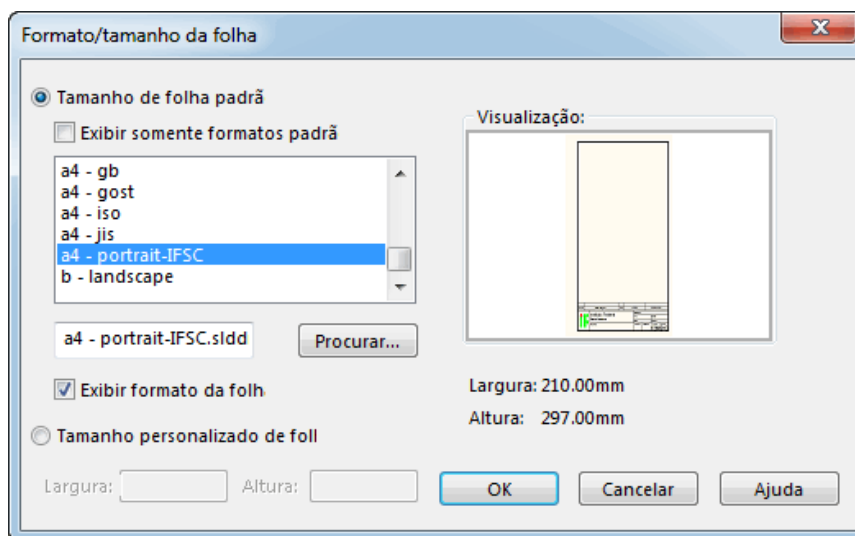 Formato/tamanho da folha
Tamanho de folha padrã
Exibir somente formatos padrã
a4 - gb
a4 - gost
a4 - iso
a4 - jis
a4 - portrait-IFSC
b - landscape
a4 - portrait-IFSC.sldd
Procurar...
Exibir formato da folh
Tamanho personalizado de foll
Largura:
Altura:
Visualização:
Largura: 210.00mm
Altura: 297.00mm
OK
Cancelar
Ajuda